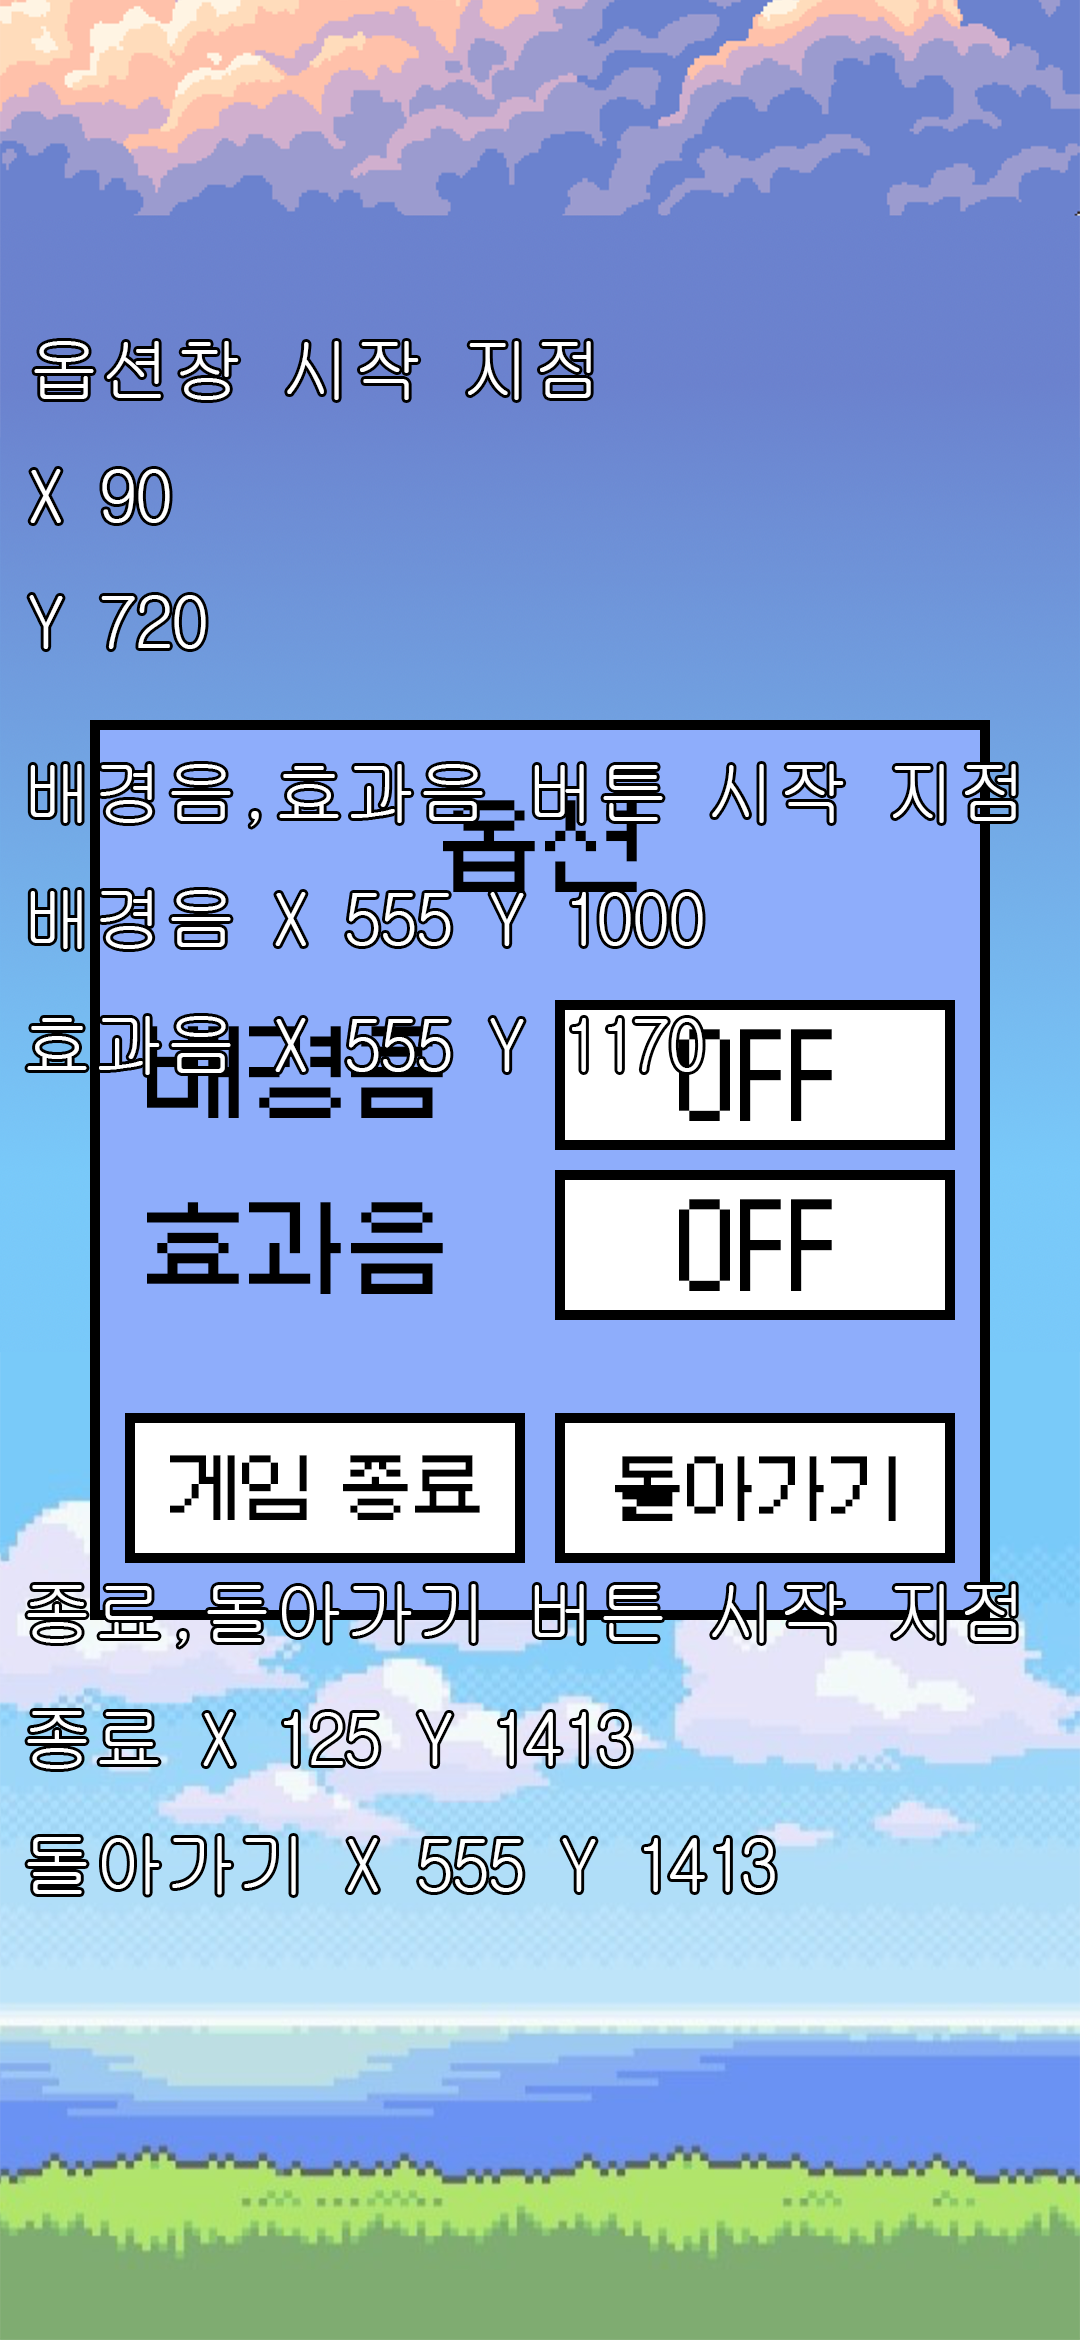 옵션창 시작 지점
X 90
Y 720
배경음,효과음 버튼 시작 지점
옵션
배경음 X 555 Y 1000
효과음 X 555 Y 1170
배경음 OFF
효과음 OFF
게임 종료 돌아가기
종료,돌아가기 버튼 시작 지점
종료 X 125 Y 1413
돌아가기 X 555 Y 1413